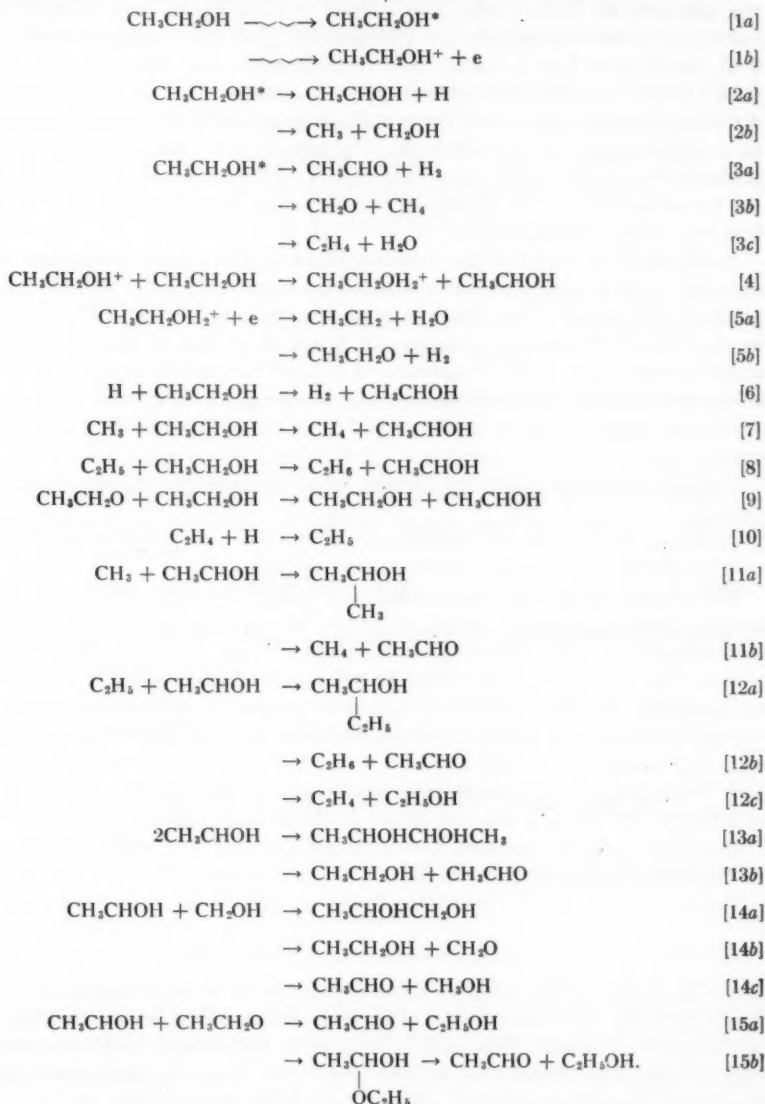 CH₃CH₂OH ⟿ CH₃CH₂OH* [1a]
⟿ CH₃CH₂OH⁺ + e [1b]
CH₃CH₂OH* → CH₃CHOH + H [2a]
→ CH₃ + CH₂OH [2b]
CH₃CH₂OH* → CH₃CHO + H₂ [3a]
→ CH₂O + CH₄ [3b]
→ C₂H₄ + H₂O [3c]
CH₃CH₂OH⁺ + CH₃CH₂OH → CH₃CH₂OH₂⁺ + CH₃CHOH [4]
CH₃CH₂OH₂⁺ + e → CH₃CH₂ + H₂O [5a]
→ CH₃CH₂O + H₂ [5b]
H + CH₃CH₂OH → H₂ + CH₃CHOH [6]
CH₃ + CH₃CH₂OH → CH₄ + CH₃CHOH [7]
C₂H₅ + CH₃CH₂OH → C₂H₆ + CH₃CHOH [8]
CH₃CH₂O + CH₃CH₂OH → CH₃CH₂OH + CH₃CHOH [9]
C₂H₄ + H → C₂H₅ [10]
CH₃ + CH₃CHOH → CH₃CHOH [11a]
|
CH₃
→ CH₄ + CH₃CHO [11b]
C₂H₅ + CH₃CHOH → CH₃CHOH [12a]
|
C₂H₅
→ C₂H₆ + CH₃CHO [12b]
→ C₂H₄ + C₂H₅OH [12c]
2CH₃CHOH → CH₃CHOHCHOHCH₃ [13a]
→ CH₃CH₂OH + CH₃CHO [13b]
CH₃CHOH + CH₂OH → CH₃CHOHCH₂OH [14a]
→ CH₃CH₂OH + CH₂O [14b]
→ CH₃CHO + CH₃OH [14c]
CH₃CHOH + CH₃CH₂O → CH₃CHO + C₂H₅OH [15a]
→ CH₃CHOH → CH₃CHO + C₂H₅OH. [15b]
|
OC₂H₅